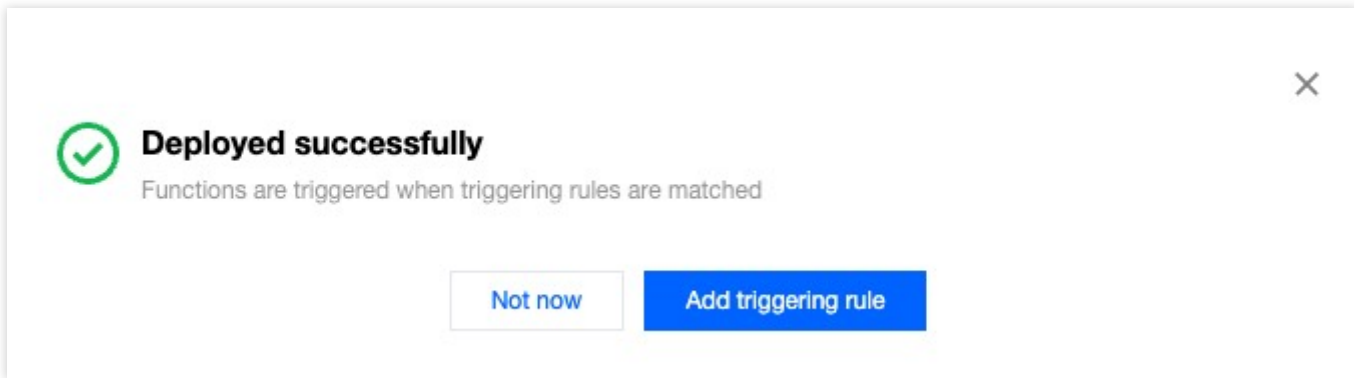 Deployed successfully
Functions are triggered when triggering rules are matched
Not now
Add triggering rule